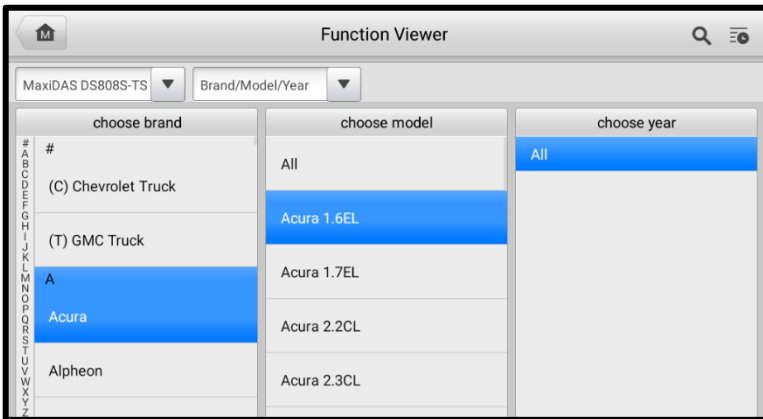 M
Function Viewer
MaxiDAS DS808S-TS
Brand/Model/Year
choose brand
choose model
choose year
#
A
B
C
D
E
F
G
H
I
J
K
L
M
N
O
P
Q
R
S
T
U
V
W
X
Y
Z
#
(C) Chevrolet Truck
(T) GMC Truck
A
Acura
Alpheon
All
Acura 1.6EL
Acura 1.7EL
Acura 2.2CL
Acura 2.3CL
All